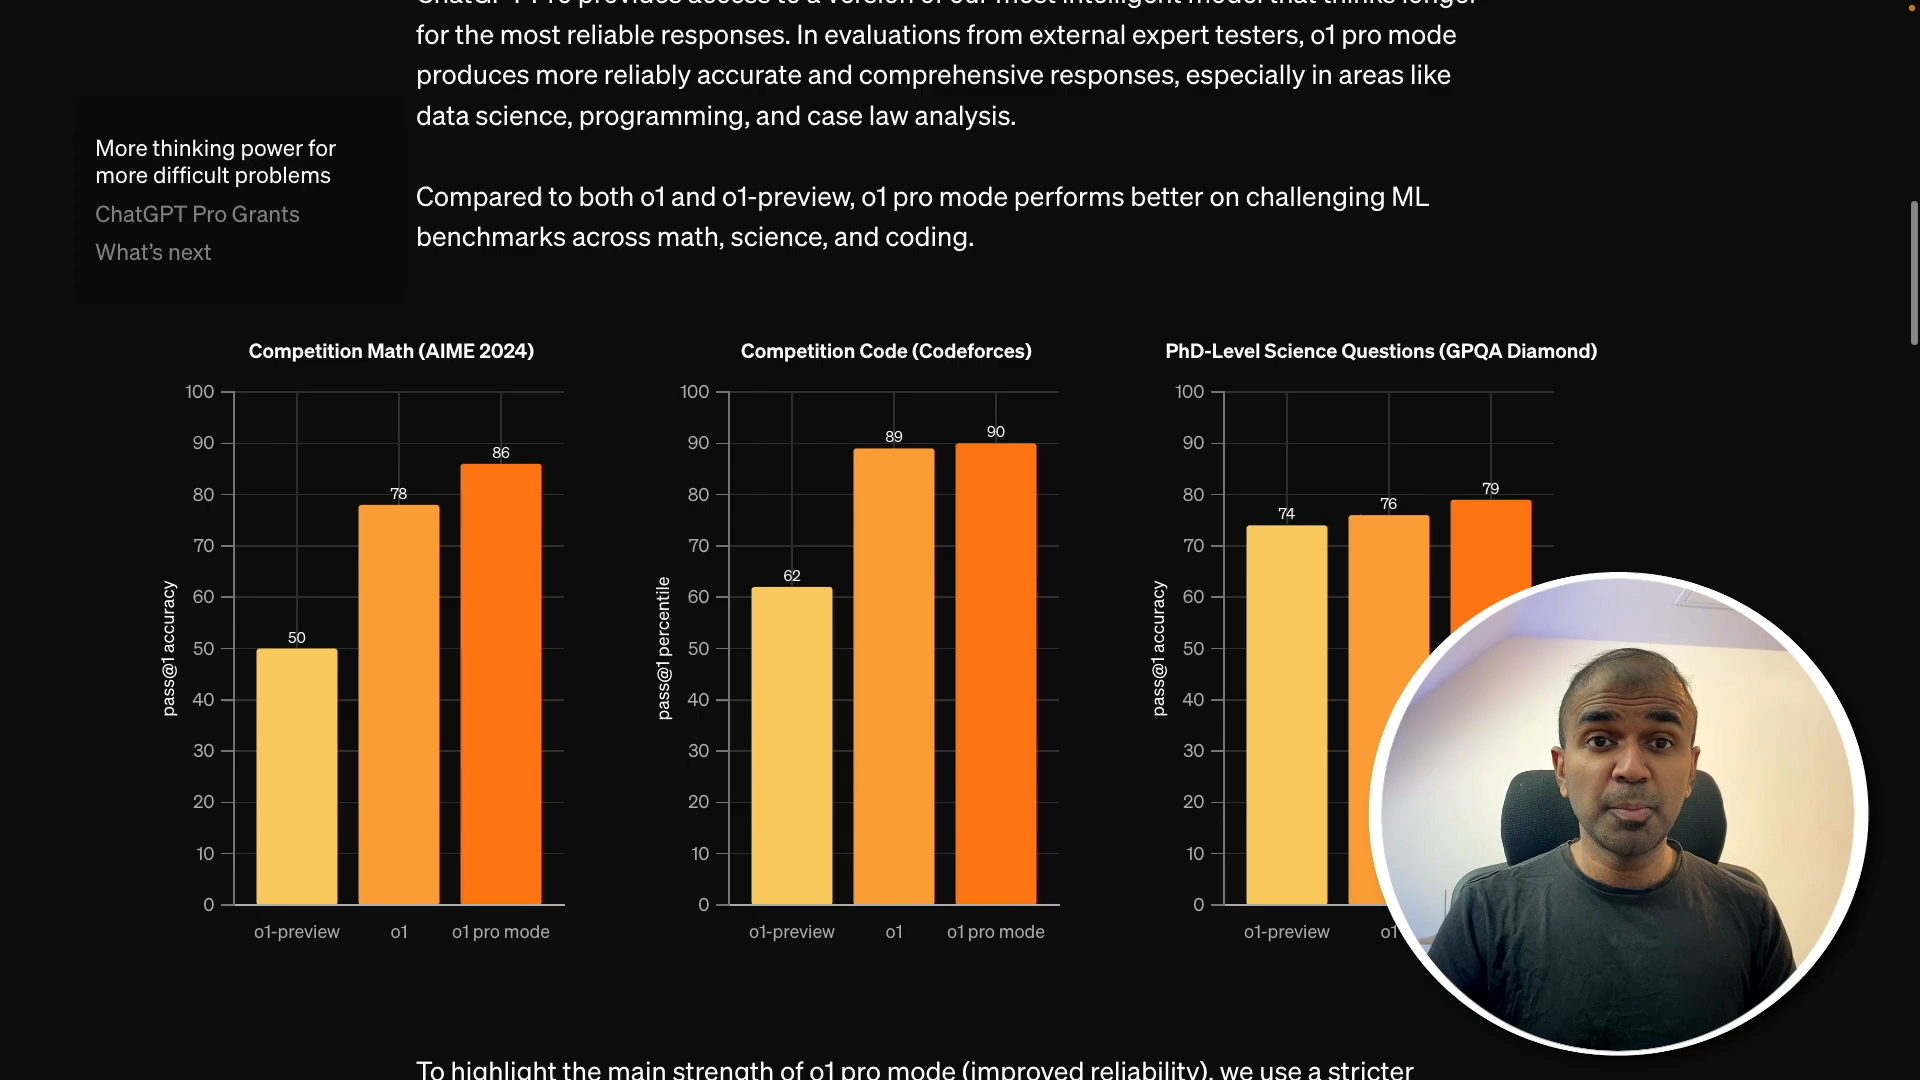 for the most reliable responses. In evaluations from external expert testers, o1 pro mode
produces more reliably accurate and comprehensive responses, especially in areas like
data science, programming, and case law analysis.
More thinking power for
more difficult problems
ChatGPT Pro Grants
What's next
Compared to both o1 and o1-preview, o1 pro mode performs better on challenging ML
benchmarks across math, science, and coding.
Competition Math (AIME 2024)
100
90
80
70
60
50
40
30
20
10
0
pass@1 accuracy
50
78
86
o1-preview
o1
o1 pro mode
Competition Code (Codeforces)
100
90
80
70
60
50
40
30
20
10
0
pass@1 percentile
62
89
90
o1-preview
o1
o1 pro mode
PhD-Level Science Questions (GPQA Diamond)
100
90
80
70
60
50
40
30
20
10
0
pass@1 accuracy
74
76
79
o1-preview
o1
To highlight the main strength of o1 pro mode (improved reliability), we use a stricter